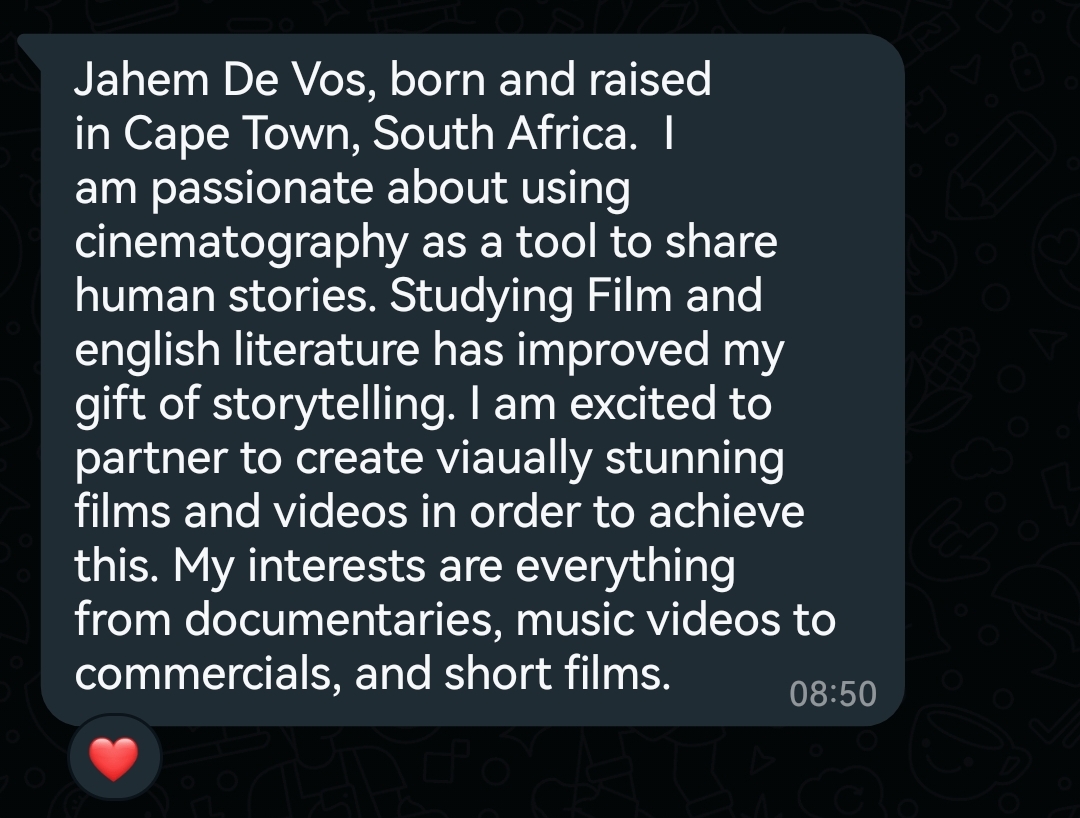 Jahem De Vos, born and raised
in Cape Town, South Africa.  I
am passionate about using
cinematography as a tool to share
human stories. Studying Film and
english literature has improved my
gift of storytelling. I am excited to
partner to create viaually stunning
films and videos in order to achieve
this. My interests are everything
from documentaries, music videos to
commercials, and short films.
08:50